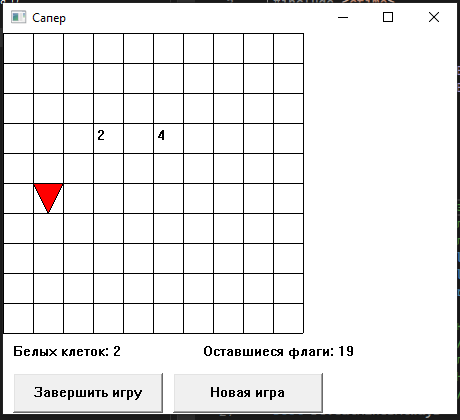 Сапер
2 4
Белых клеток: 2 Оставшиеся флаги: 19
Завершить игру Новая игра